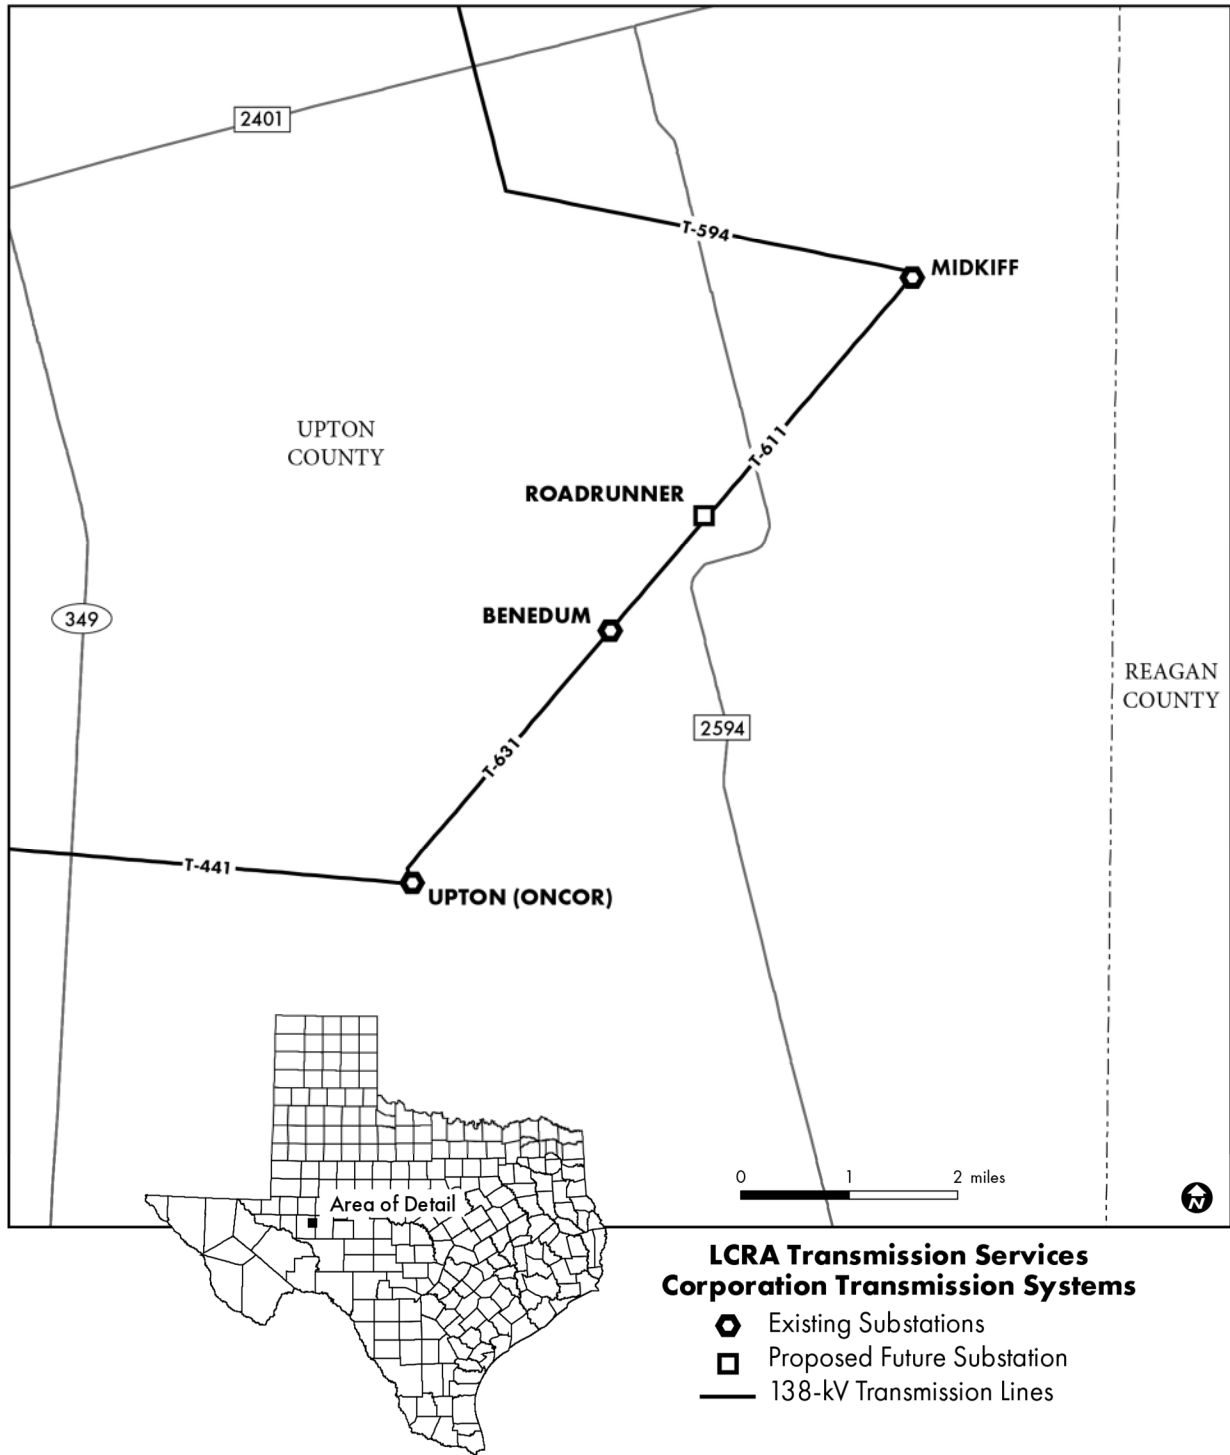 2401
T-594
MIDKIFF
UPTON
COUNTY
T-611
ROADRUNNER
BENEDUM
349
REAGAN
COUNTY
2594
T-631
T-441
UPTON (ONCOR)
0 1 2 miles
Area of Detail
N
LCRA Transmission Services
Corporation Transmission Systems
Existing Substations
Proposed Future Substation
138-kV Transmission Lines